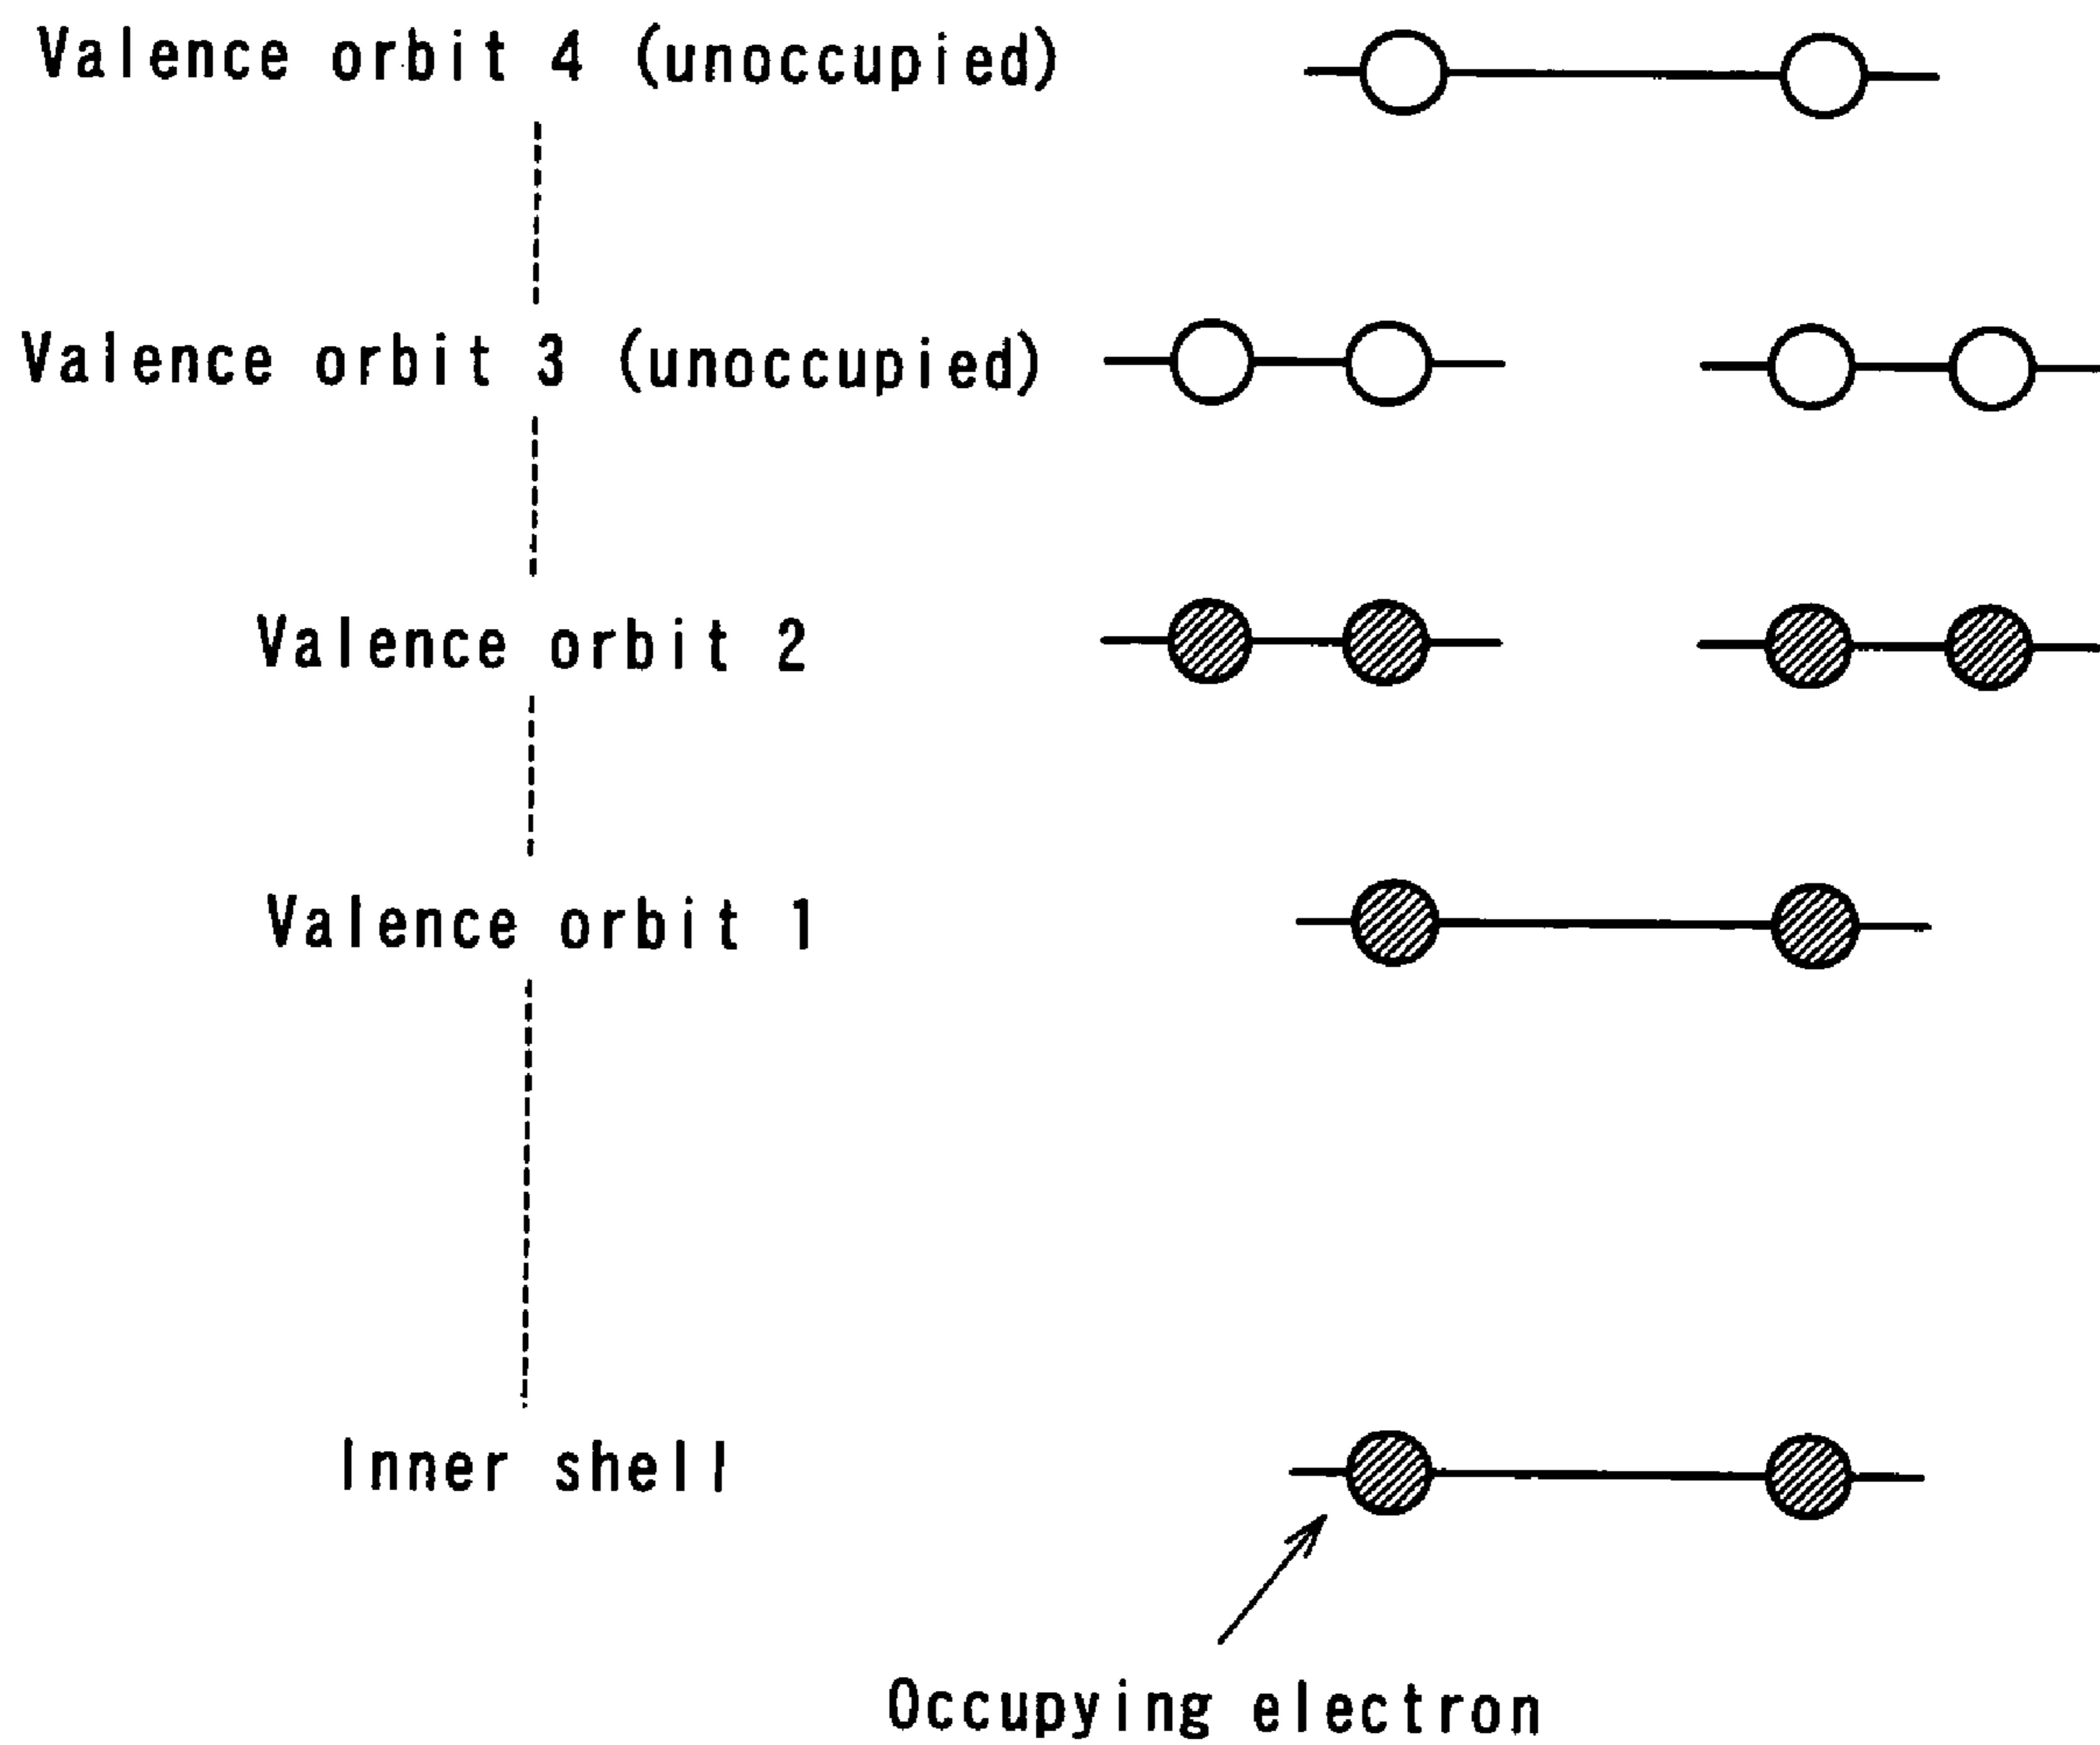 Valence orbit 4 (unoccupied)
Valence orbit 3 (unoccupied)
Valence orbit 2
Valence orbit 1
Inner shell
Occupying electron